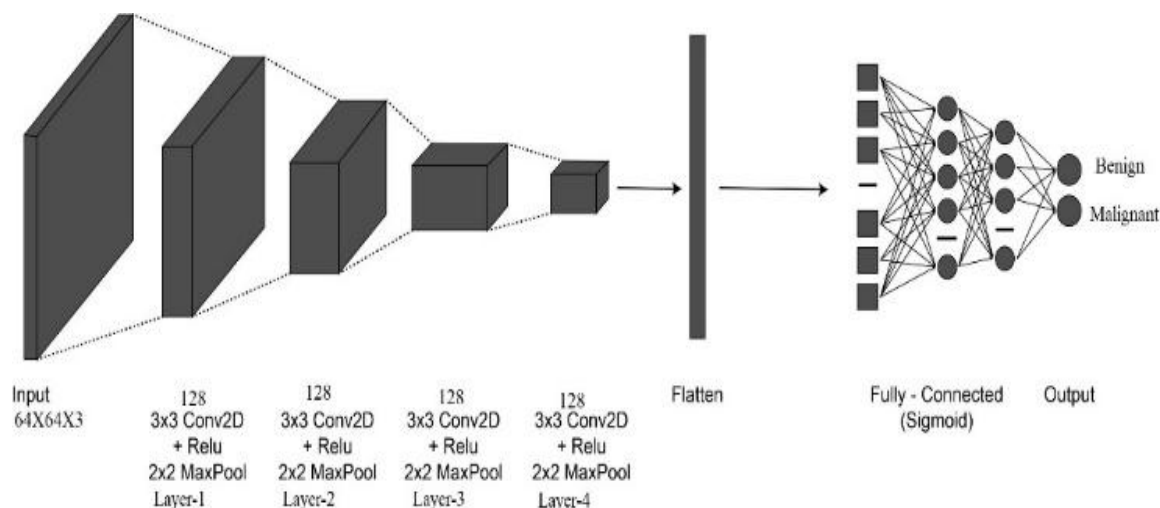 Benign
Malignant
Input
64X64X3
128
3x3 Conv2D
+ Relu
2x2 MaxPool
Layer-1
128
3x3 Conv2D
+ Relu
2x2 MaxPool
Layer-2
128
3x3 Conv2D
+ Relu
2x2 MaxPool
Layer-3
128
3x3 Conv2D
+ Relu
2x2 MaxPool
Layer-4
Flatten
Fully - Connected
(Sigmoid)
Output